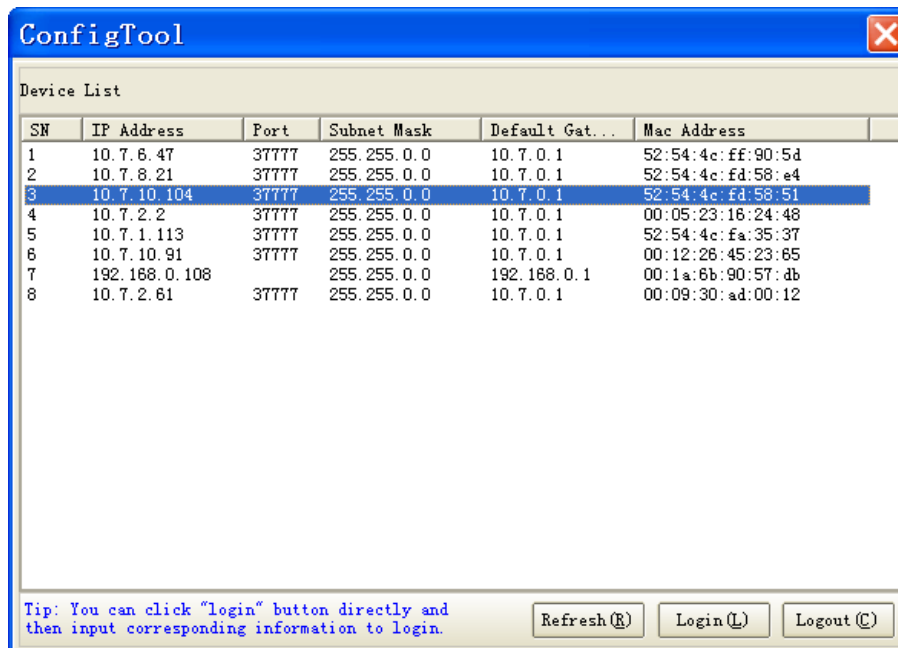 ConfigTool
Device List
SN IP Address Port Subnet Mask Default Gat... Mac Address
1 10.7.6.47 37777 255.255.0.0 10.7.0.1 52:54:4c:ff:90:5d
2 10.7.8.21 37777 255.255.0.0 10.7.0.1 52:54:4c:fd:58:e4
3 10.7.10.104 37777 255.255.0.0 10.7.0.1 52:54:4c:fd:58:51
4 10.7.2.2 37777 255.255.0.0 10.7.0.1 00:05:23:16:24:48
5 10.7.1.113 37777 255.255.0.0 10.7.0.1 52:54:4c:fa:35:37
6 10.7.10.91 37777 255.255.0.0 10.7.0.1 00:12:26:45:23:65
7 192.168.0.108 255.255.0.0 192.168.0.1 00:1a:6b:90:57:db
8 10.7.2.61 37777 255.255.0.0 10.7.0.1 00:09:30:ad:00:12
Tip: You can click "login" button directly and
then input corresponding information to login.
Refresh(R) Login(L) Logout(C)